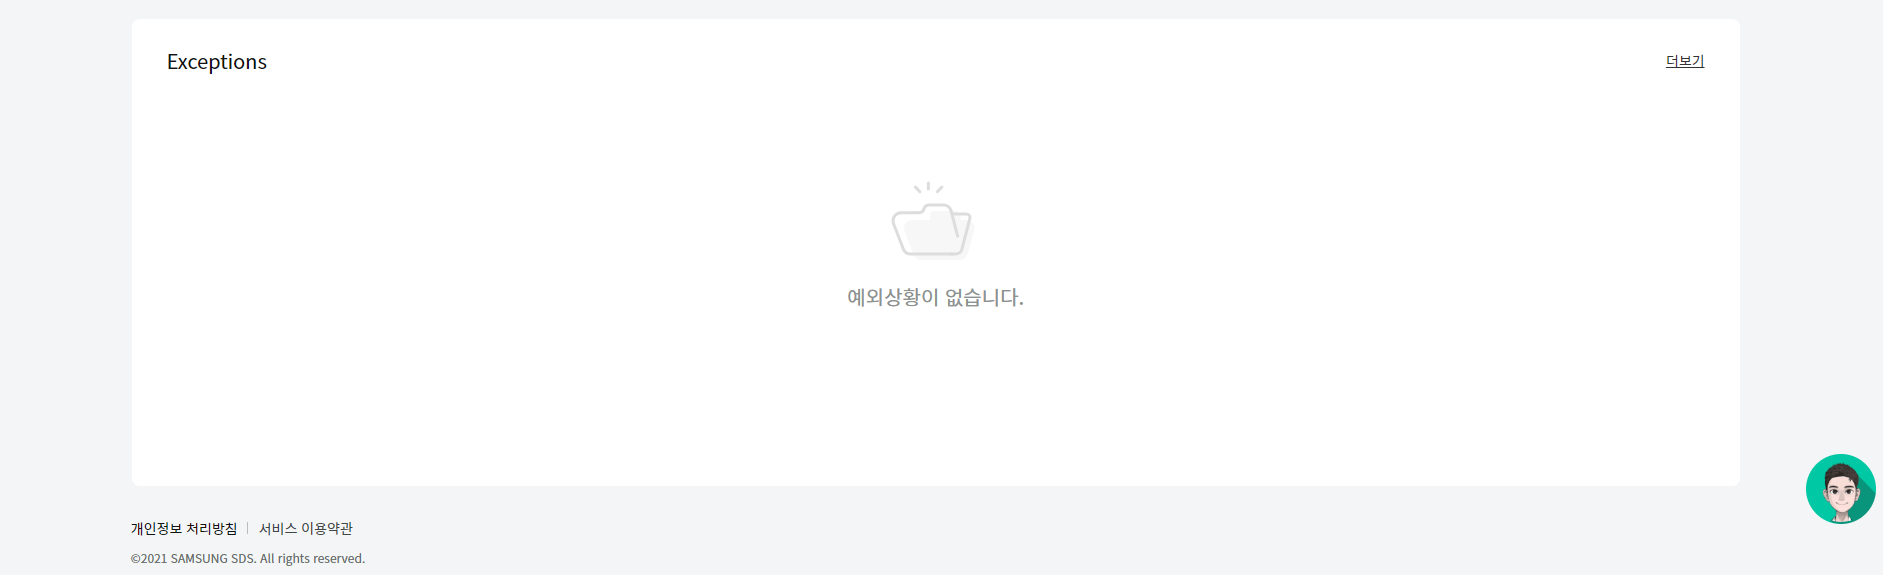 Exceptions
더보기
예외상황이 없습니다.
개인정보 처리방침
서비스 이용약관
©2021 SAMSUNG SDS. All rights reserved.